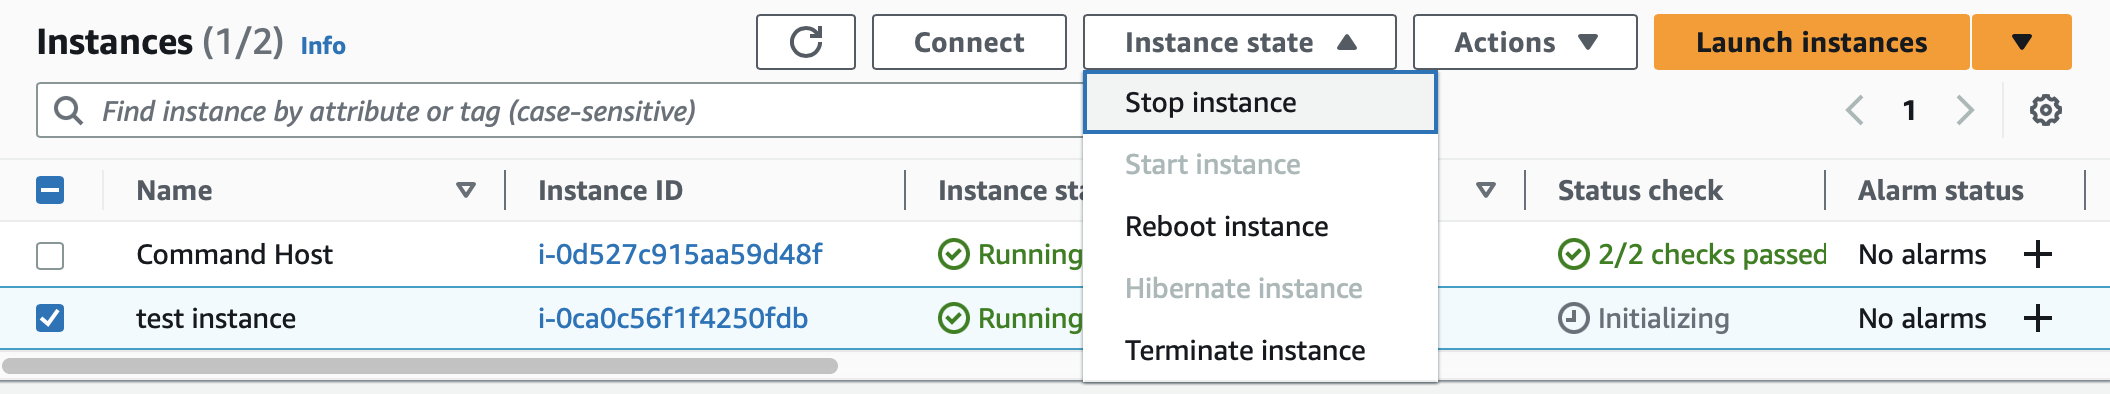 Instances (1/2) Info Connect Instance state Actions Launch instances
Find instance by attribute or tag (case-sensitive) 1
Stop instance
Start instance
Reboot instance
Hibernate instance
Terminate instance
Name Instance ID Instance sta Status check Alarm status
Command Host i-0d527c915aa59d48f Running 2/2 checks passed No alarms
test instance i-0ca0c56f1f4250fdb Running Initializing No alarms